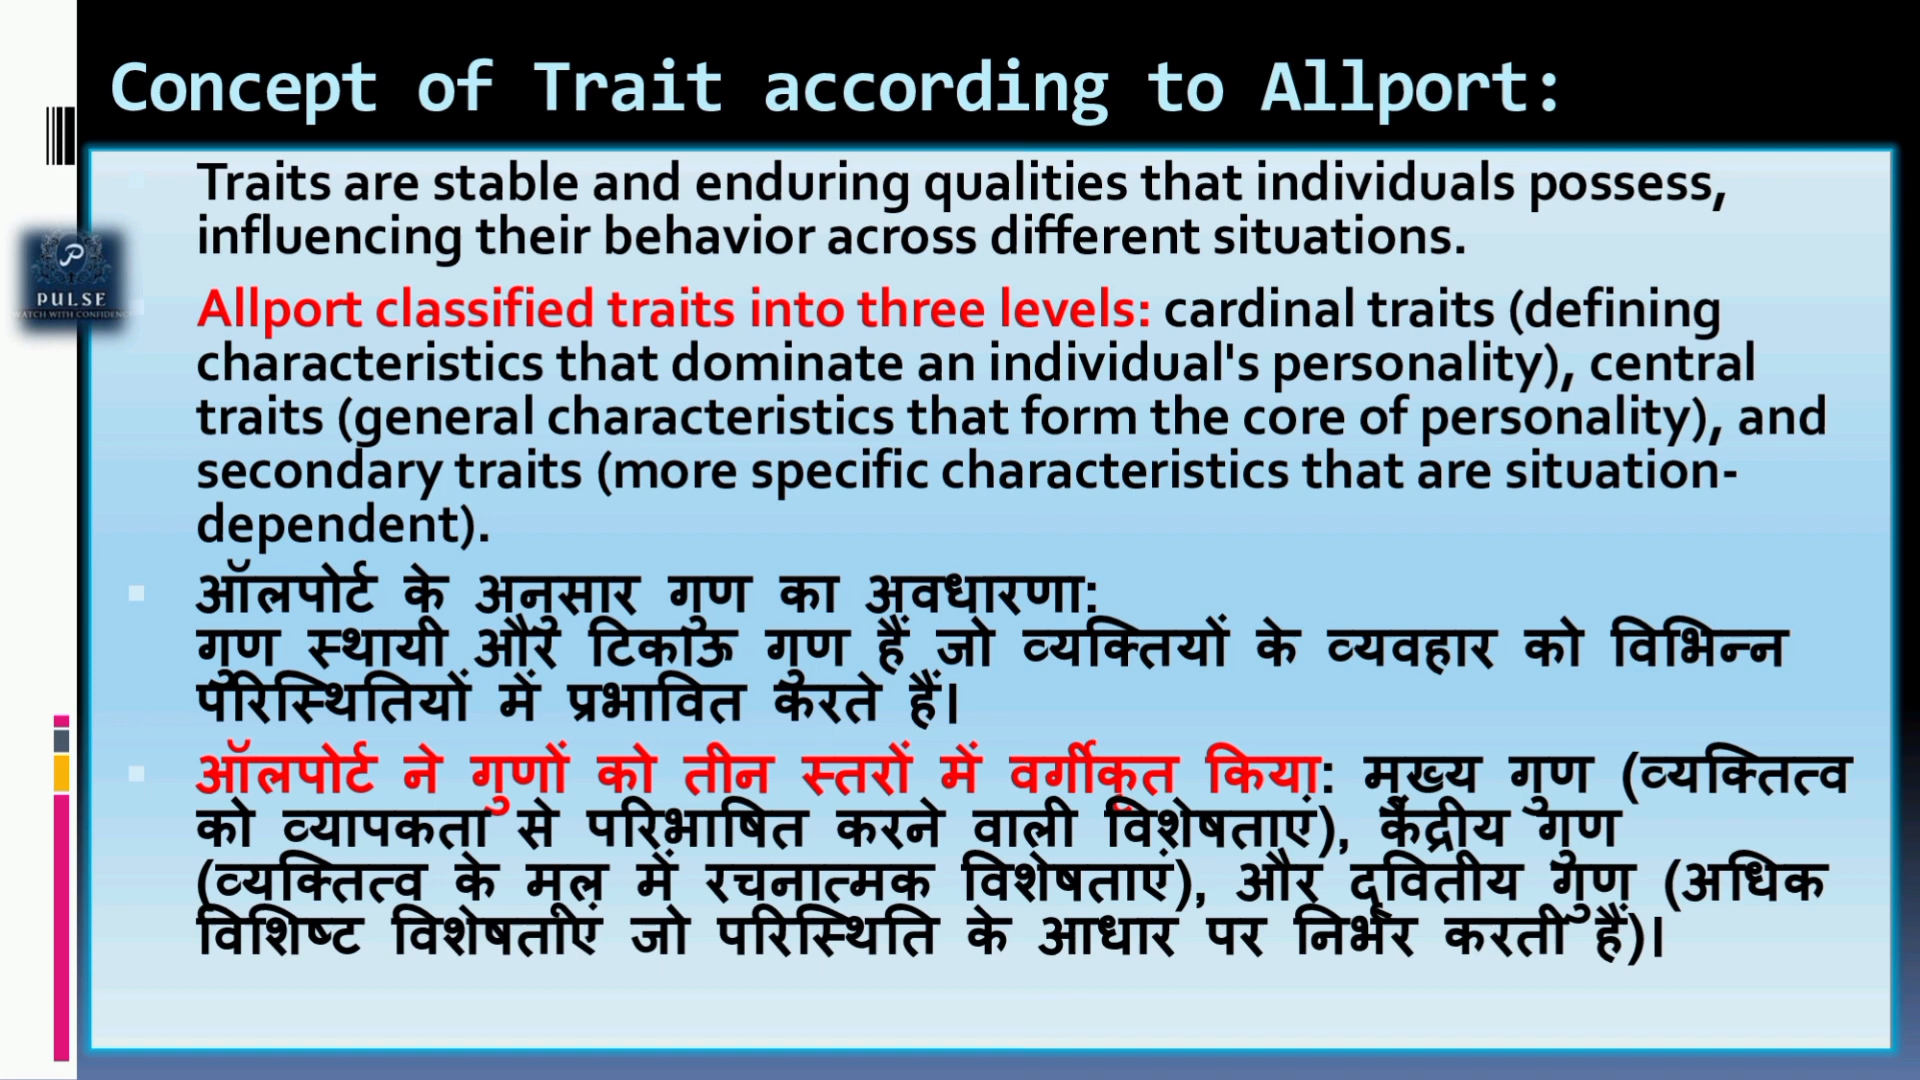 Concept of Trait according to Allport:
Traits are stable and enduring qualities that individuals possess,
influencing their behavior across different situations.
Allport classified traits into three levels: cardinal traits (defining
characteristics that dominate an individual's personality), central
traits (general characteristics that form the core of personality), and
secondary traits (more specific characteristics that are situation-
dependent).
ऑलपोर्ट के अनुसार गुण का अवधारणा:
गुण स्थायी और टिकाऊ गुण हैं जो व्यक्तियों के व्यवहार को विभिन्न
परिस्थितियों में प्रभावित करते हैं।
ऑलपोर्ट ने गुणों को तीन स्तरों में वर्गीकृत किया: मुख्य गुण (व्यक्तित्व
को व्यापकता से परिभाषित करने वाली विशेषताएं), केंद्रीय गुण
(व्यक्तित्व के मूल में रचनात्मक विशेषताएं), और द्वितीय गुण (अधिक
विशिष्ट विशेषताएं जो परिस्थिति के आधार पर निर्भर करती हैं)।
P
PULSE
WATCH WITH CONFIDENCE